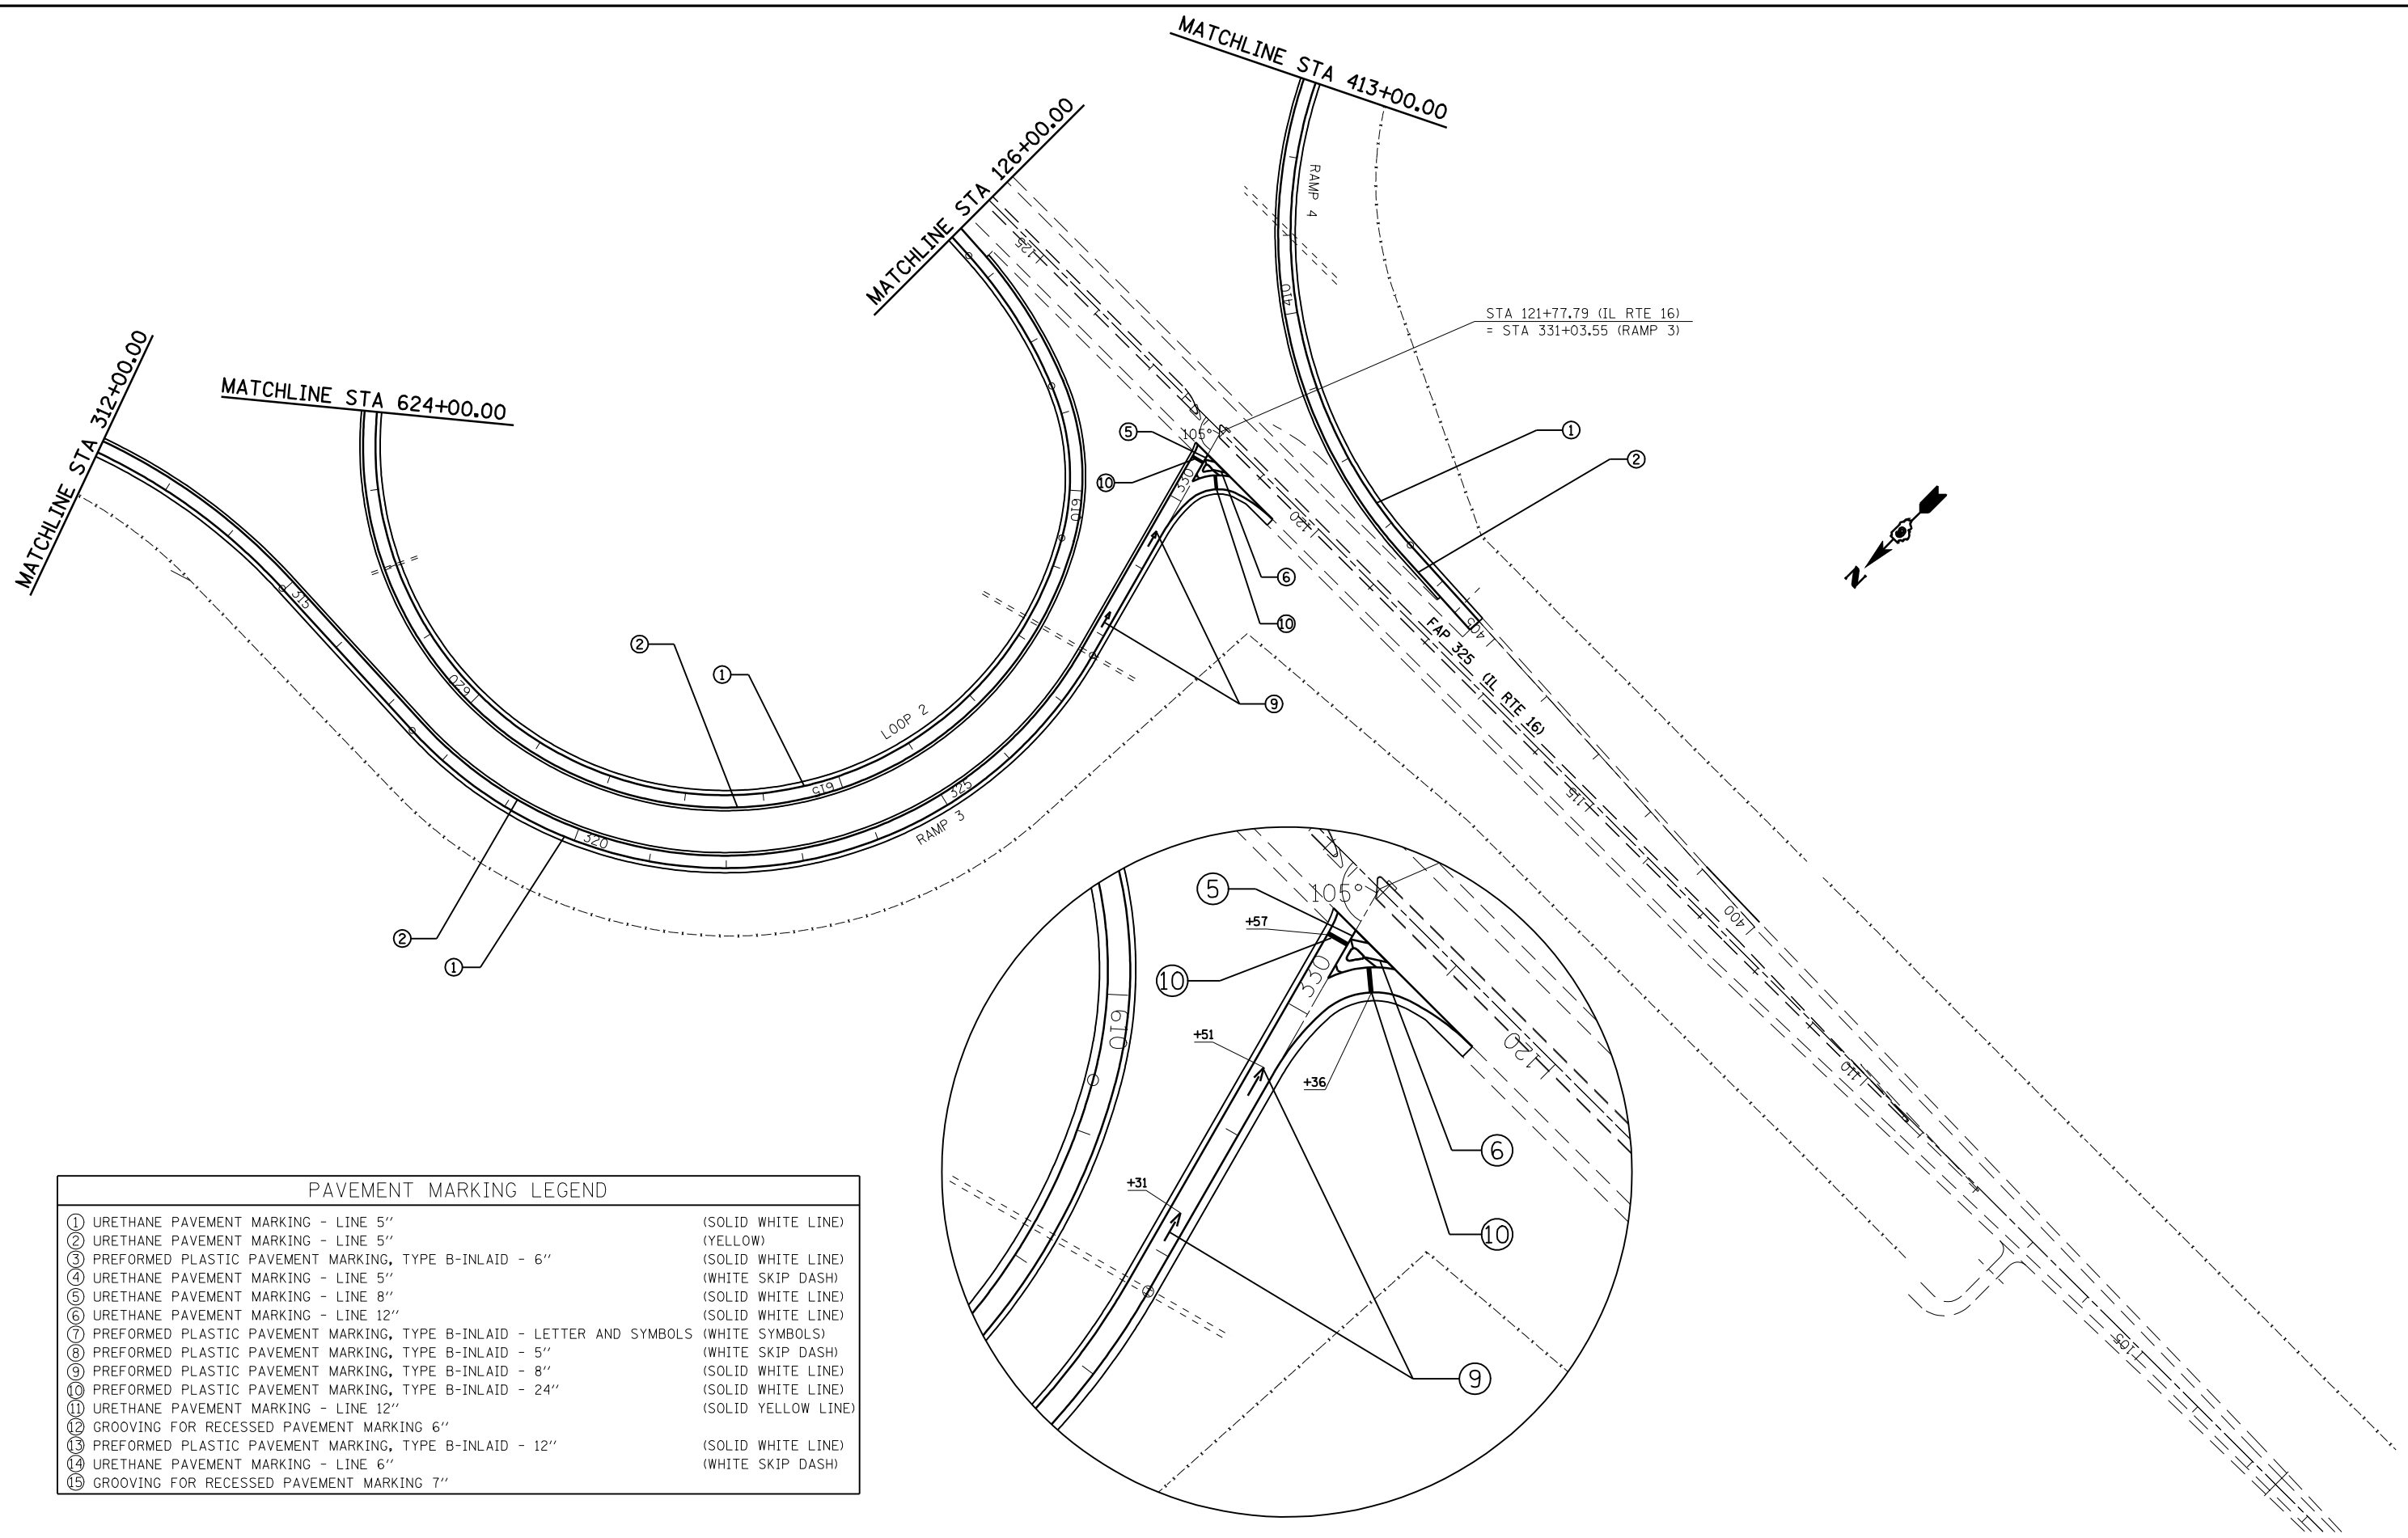 MATCHLINE STA 413+00.00
MATCHLINE STA 126+00.00
MATCHLINE STA 312+00.00
MATCHLINE STA 624+00.00
125
RAMP 4
410
STA 121+77.79 (IL RTE 16)
= STA 331+03.55 (RAMP 3)
5
105°
1
2
10
330
610
120
6
10
9
N
315
620
2
1
LOOP 2
615
325
RAMP 3
320
2
1
405
FAP 325 (IL RTE 16)
115
400
110
105
5
105°
+57
10
330
610
+51
+36
120
6
+31
10
9
PAVEMENT MARKING LEGEND
1 URETHANE PAVEMENT MARKING - LINE 5" (SOLID WHITE LINE)
2 URETHANE PAVEMENT MARKING - LINE 5" (YELLOW)
3 PREFORMED PLASTIC PAVEMENT MARKING, TYPE B-INLAID - 6" (SOLID WHITE LINE)
4 URETHANE PAVEMENT MARKING - LINE 5" (WHITE SKIP DASH)
5 URETHANE PAVEMENT MARKING - LINE 8" (SOLID WHITE LINE)
6 URETHANE PAVEMENT MARKING - LINE 12" (SOLID WHITE LINE)
7 PREFORMED PLASTIC PAVEMENT MARKING, TYPE B-INLAID - LETTER AND SYMBOLS (WHITE SYMBOLS)
8 PREFORMED PLASTIC PAVEMENT MARKING, TYPE B-INLAID - 5" (WHITE SKIP DASH)
9 PREFORMED PLASTIC PAVEMENT MARKING, TYPE B-INLAID - 8" (SOLID WHITE LINE)
10 PREFORMED PLASTIC PAVEMENT MARKING, TYPE B-INLAID - 24" (SOLID WHITE LINE)
11 URETHANE PAVEMENT MARKING - LINE 12" (SOLID YELLOW LINE)
12 GROOVING FOR RECESSED PAVEMENT MARKING 6"
13 PREFORMED PLASTIC PAVEMENT MARKING, TYPE B-INLAID - 12" (SOLID WHITE LINE)
14 URETHANE PAVEMENT MARKING - LINE 6" (WHITE SKIP DASH)
15 GROOVING FOR RECESSED PAVEMENT MARKING 7"